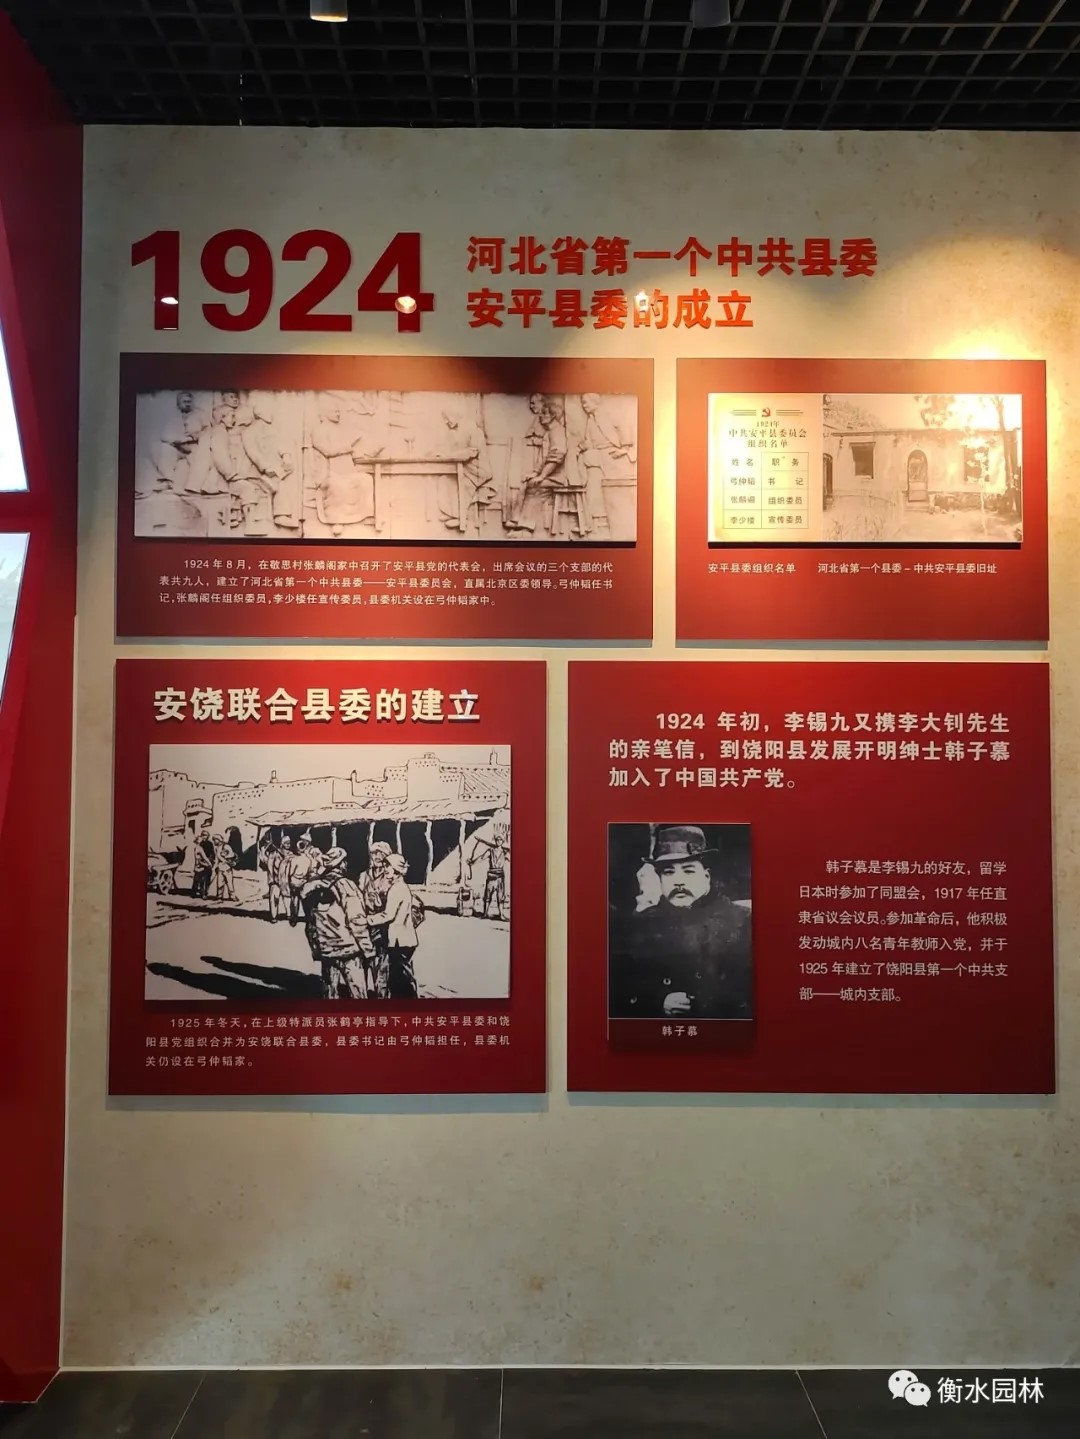 1924
河北省第一个中共县委
安平县委的成立
1924年
中共安平县委员会
组织名单
姓名 职务
弓仲韬 书记
张麟阁 组织委员
李少楼 宣传委员
1924年8月，在敬思村张麟阁家中召开了安平县党的代表会，出席会议的三个支部的代
表共九人，建立了河北省第一个中共县委——安平县委员会，直属北京区委领导。弓仲韬任书
记，张麟阁任组织委员，李少楼任宣传委员，县委机关设在弓仲韬家中。
安平县委组织名单 河北省第一个县委-中共安平县委旧址
安饶联合县委的建立
1925年冬天，在上级特派员张鹤亭指导下，中共安平县委和饶
阳县党组织合并为安饶联合县委，县委书记由弓仲韬担任，县委机
关仍设在弓仲韬家。
1924 年初，李锡九又携李大钊先生
的亲笔信，到饶阳县发展开明绅士韩子慕
加入了中国共产党。
韩子慕是李锡九的好友，留学
日本时参加了同盟会，1917年任直
隶省议会议员。参加革命后，他积极
发动城内八名青年教师入党，并于
1925年建立了饶阳县第一个中共支
部——城内支部。
韩子慕
衡水园林